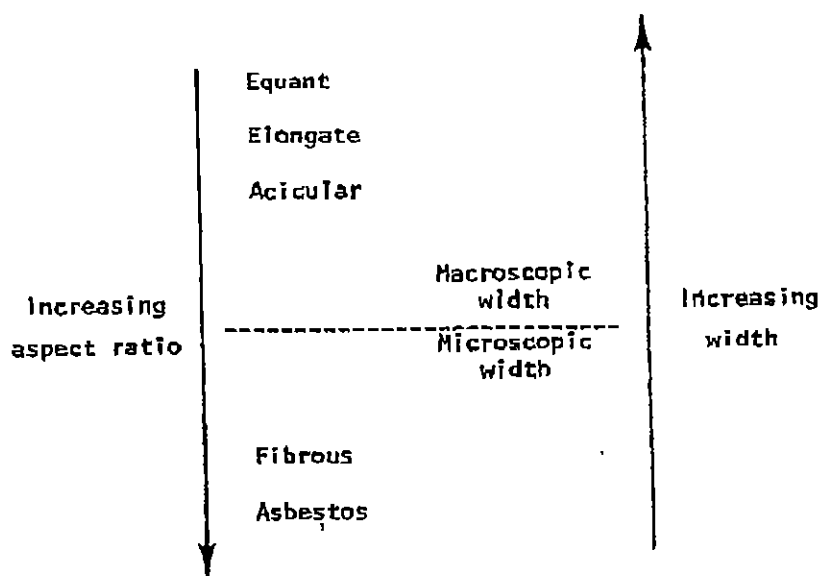 Equant
Elongate
Acicular
Macroscopic
width
Increasing
aspect ratio
Increasing
width
Microscopic
width
Fibrous
Asbestos